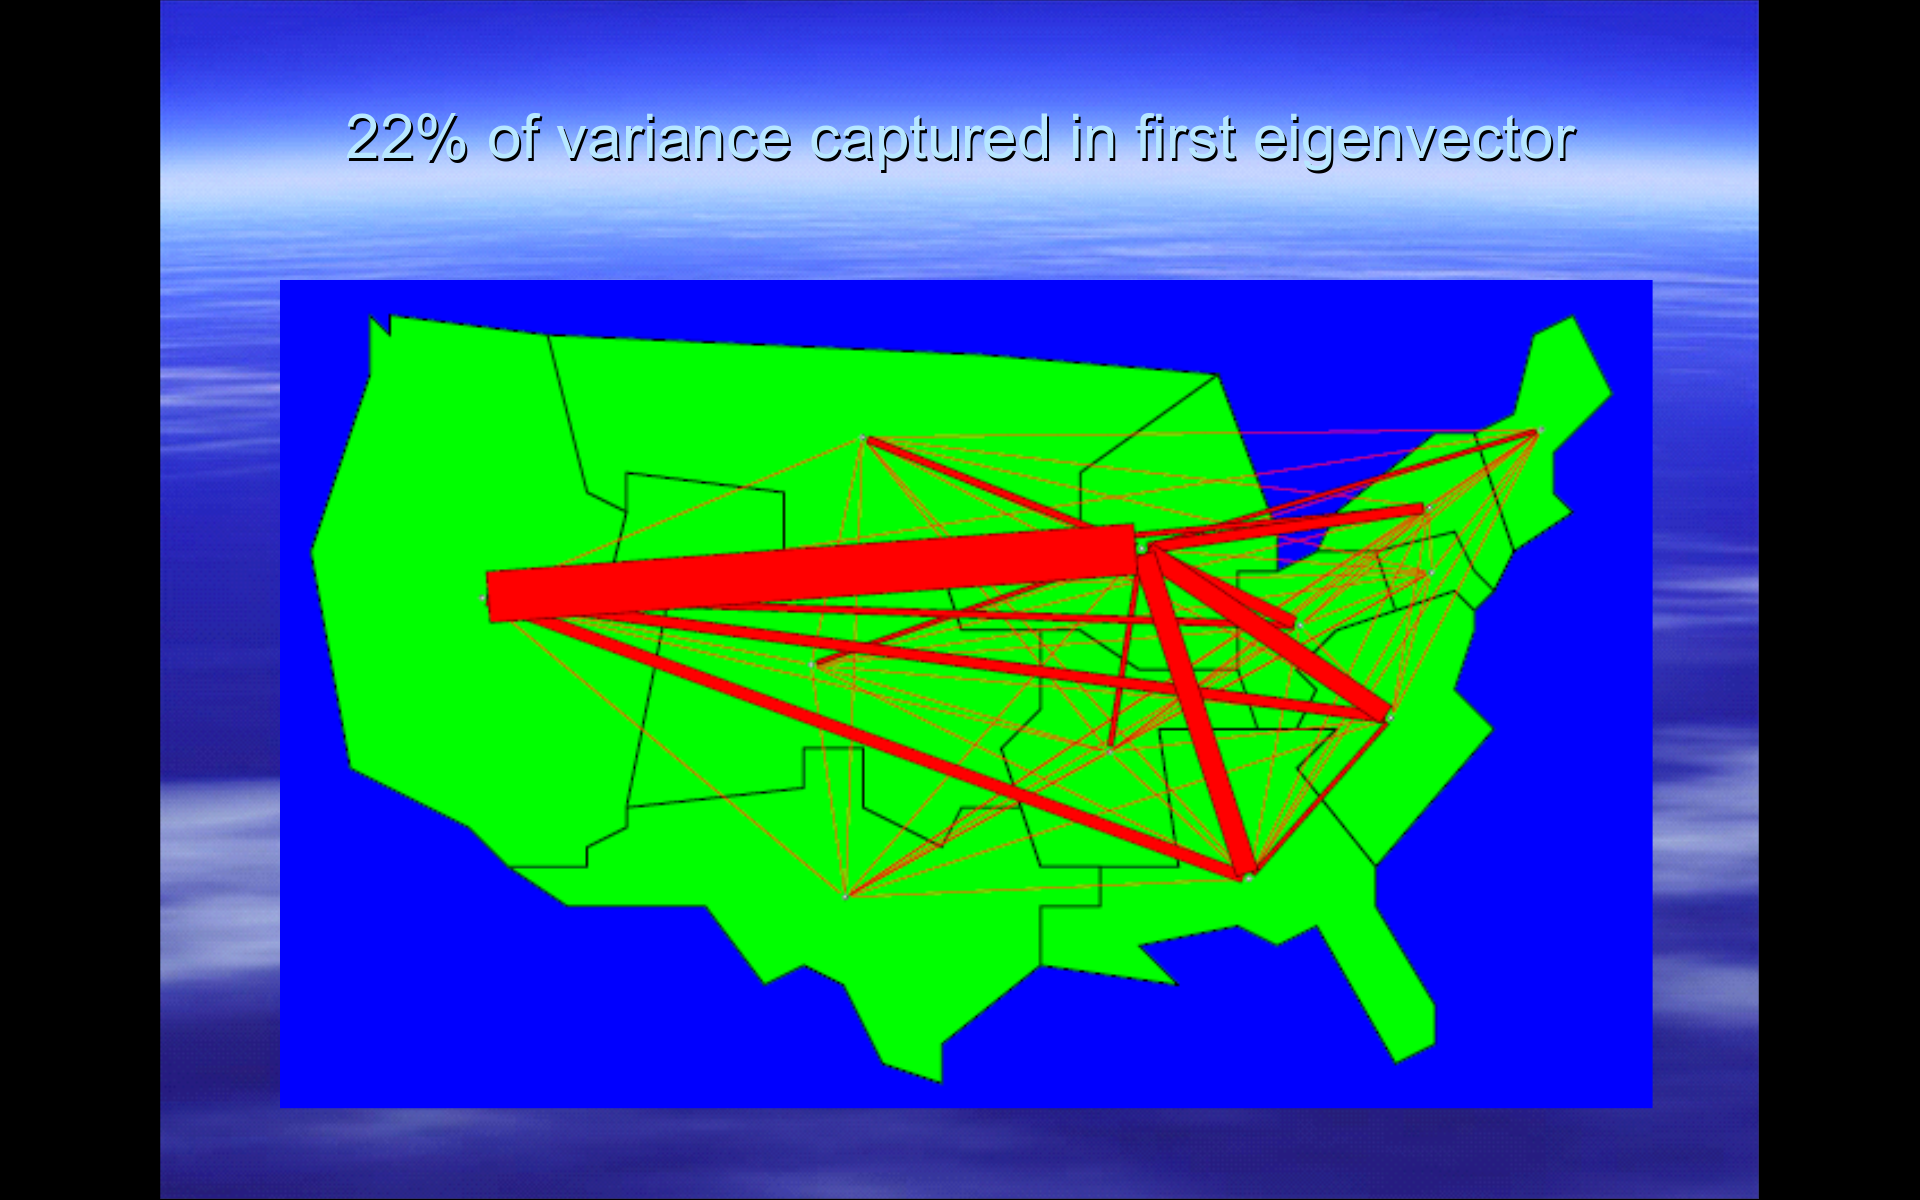 22% of variance captured in first eigenvector